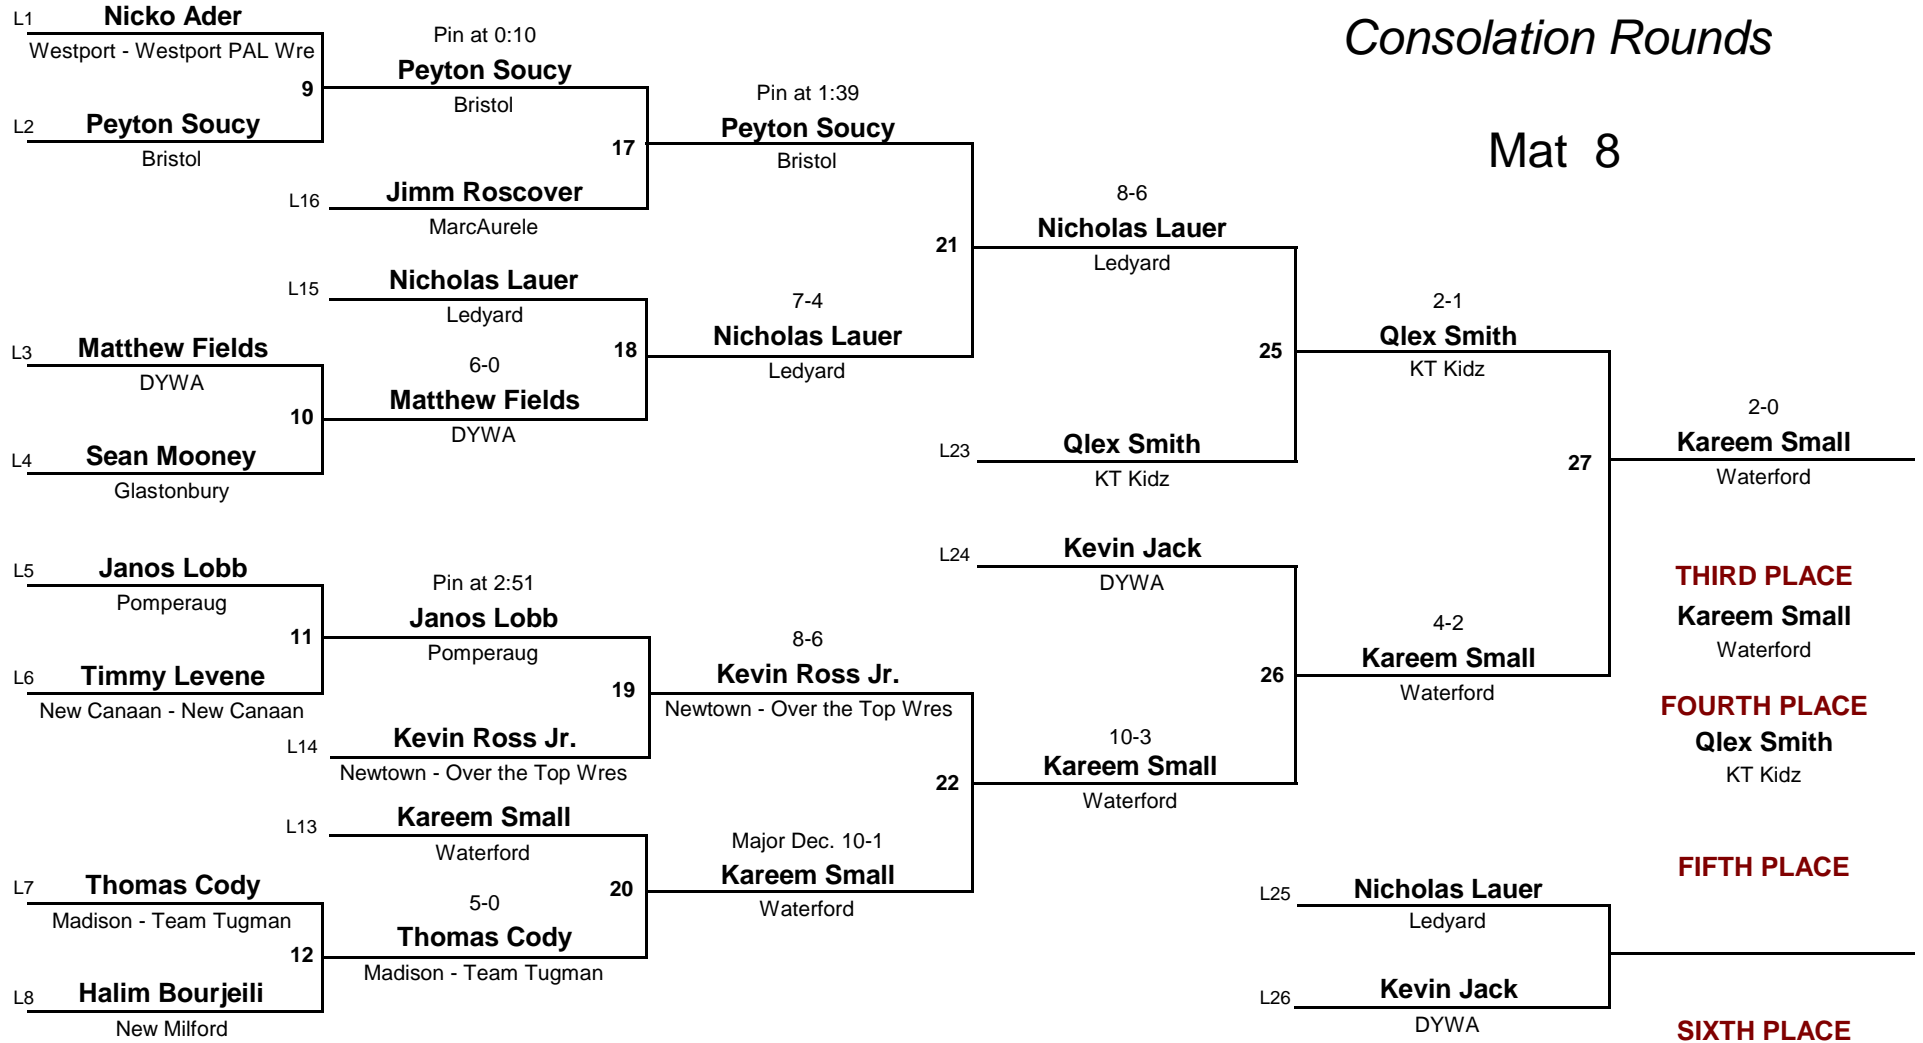 Consolation Rounds
Mat 8
L1 Nicko Ader
Westport - Westport PAL Wre
9
L2 Peyton Soucy
Bristol
Pin at 0:10
Peyton Soucy
Bristol
17
L16 Jimm Roscover
MarcAurele
Pin at 1:39
Peyton Soucy
Bristol
21
L15 Nicholas Lauer
Ledyard
18
L3 Matthew Fields
DYWA
10
L4 Sean Mooney
Glastonbury
6-0
Matthew Fields
DYWA
7-4
Nicholas Lauer
Ledyard
8-6
Nicholas Lauer
Ledyard
25
L23 Qlex Smith
KT Kidz
2-1
Qlex Smith
KT Kidz
27
2-0
Kareem Small
Waterford
L5 Janos Lobb
Pomperaug
11
L6 Timmy Levene
New Canaan - New Canaan
Pin at 2:51
Janos Lobb
Pomperaug
19
L14 Kevin Ross Jr.
Newtown - Over the Top Wres
8-6
Kevin Ross Jr.
Newtown - Over the Top Wres
22
L13 Kareem Small
Waterford
20
L7 Thomas Cody
Madison - Team Tugman
12
L8 Halim Bourjeili
New Milford
5-0
Thomas Cody
Madison - Team Tugman
Major Dec. 10-1
Kareem Small
Waterford
L24 Kevin Jack
DYWA
26
10-3
Kareem Small
Waterford
4-2
Kareem Small
Waterford
THIRD PLACE
Kareem Small
Waterford
FOURTH PLACE
Qlex Smith
KT Kidz
L25 Nicholas Lauer
Ledyard
L26 Kevin Jack
DYWA
FIFTH PLACE
SIXTH PLACE